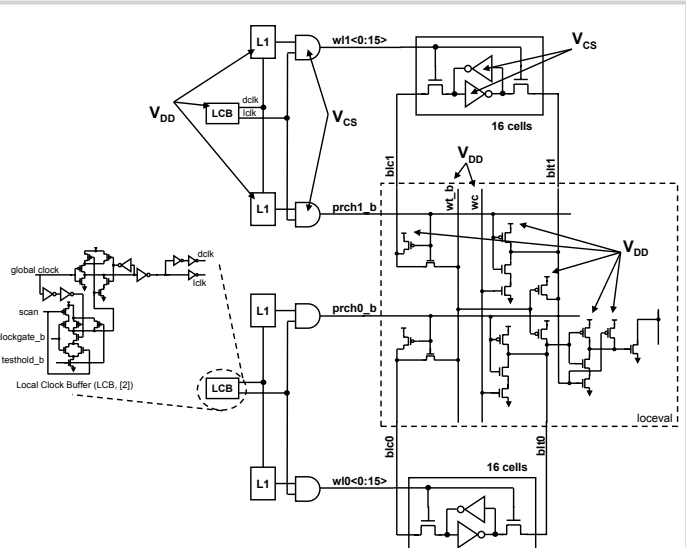 L1
wl1<0:15>
VCS
VDD
LCB
dclk
lclk
VCS
16 cells
blc1
VDD
blt1
wt_b
wc
L1
prch1_b
VDD
dclk
global clock
lclk
scan
L1
prch0_b
lockgate_b
testhold_b
Local Clock Buffer (LCB, [2])
LCB
loceval
blc0
blt0
16 cells
L1
wl0<0:15>